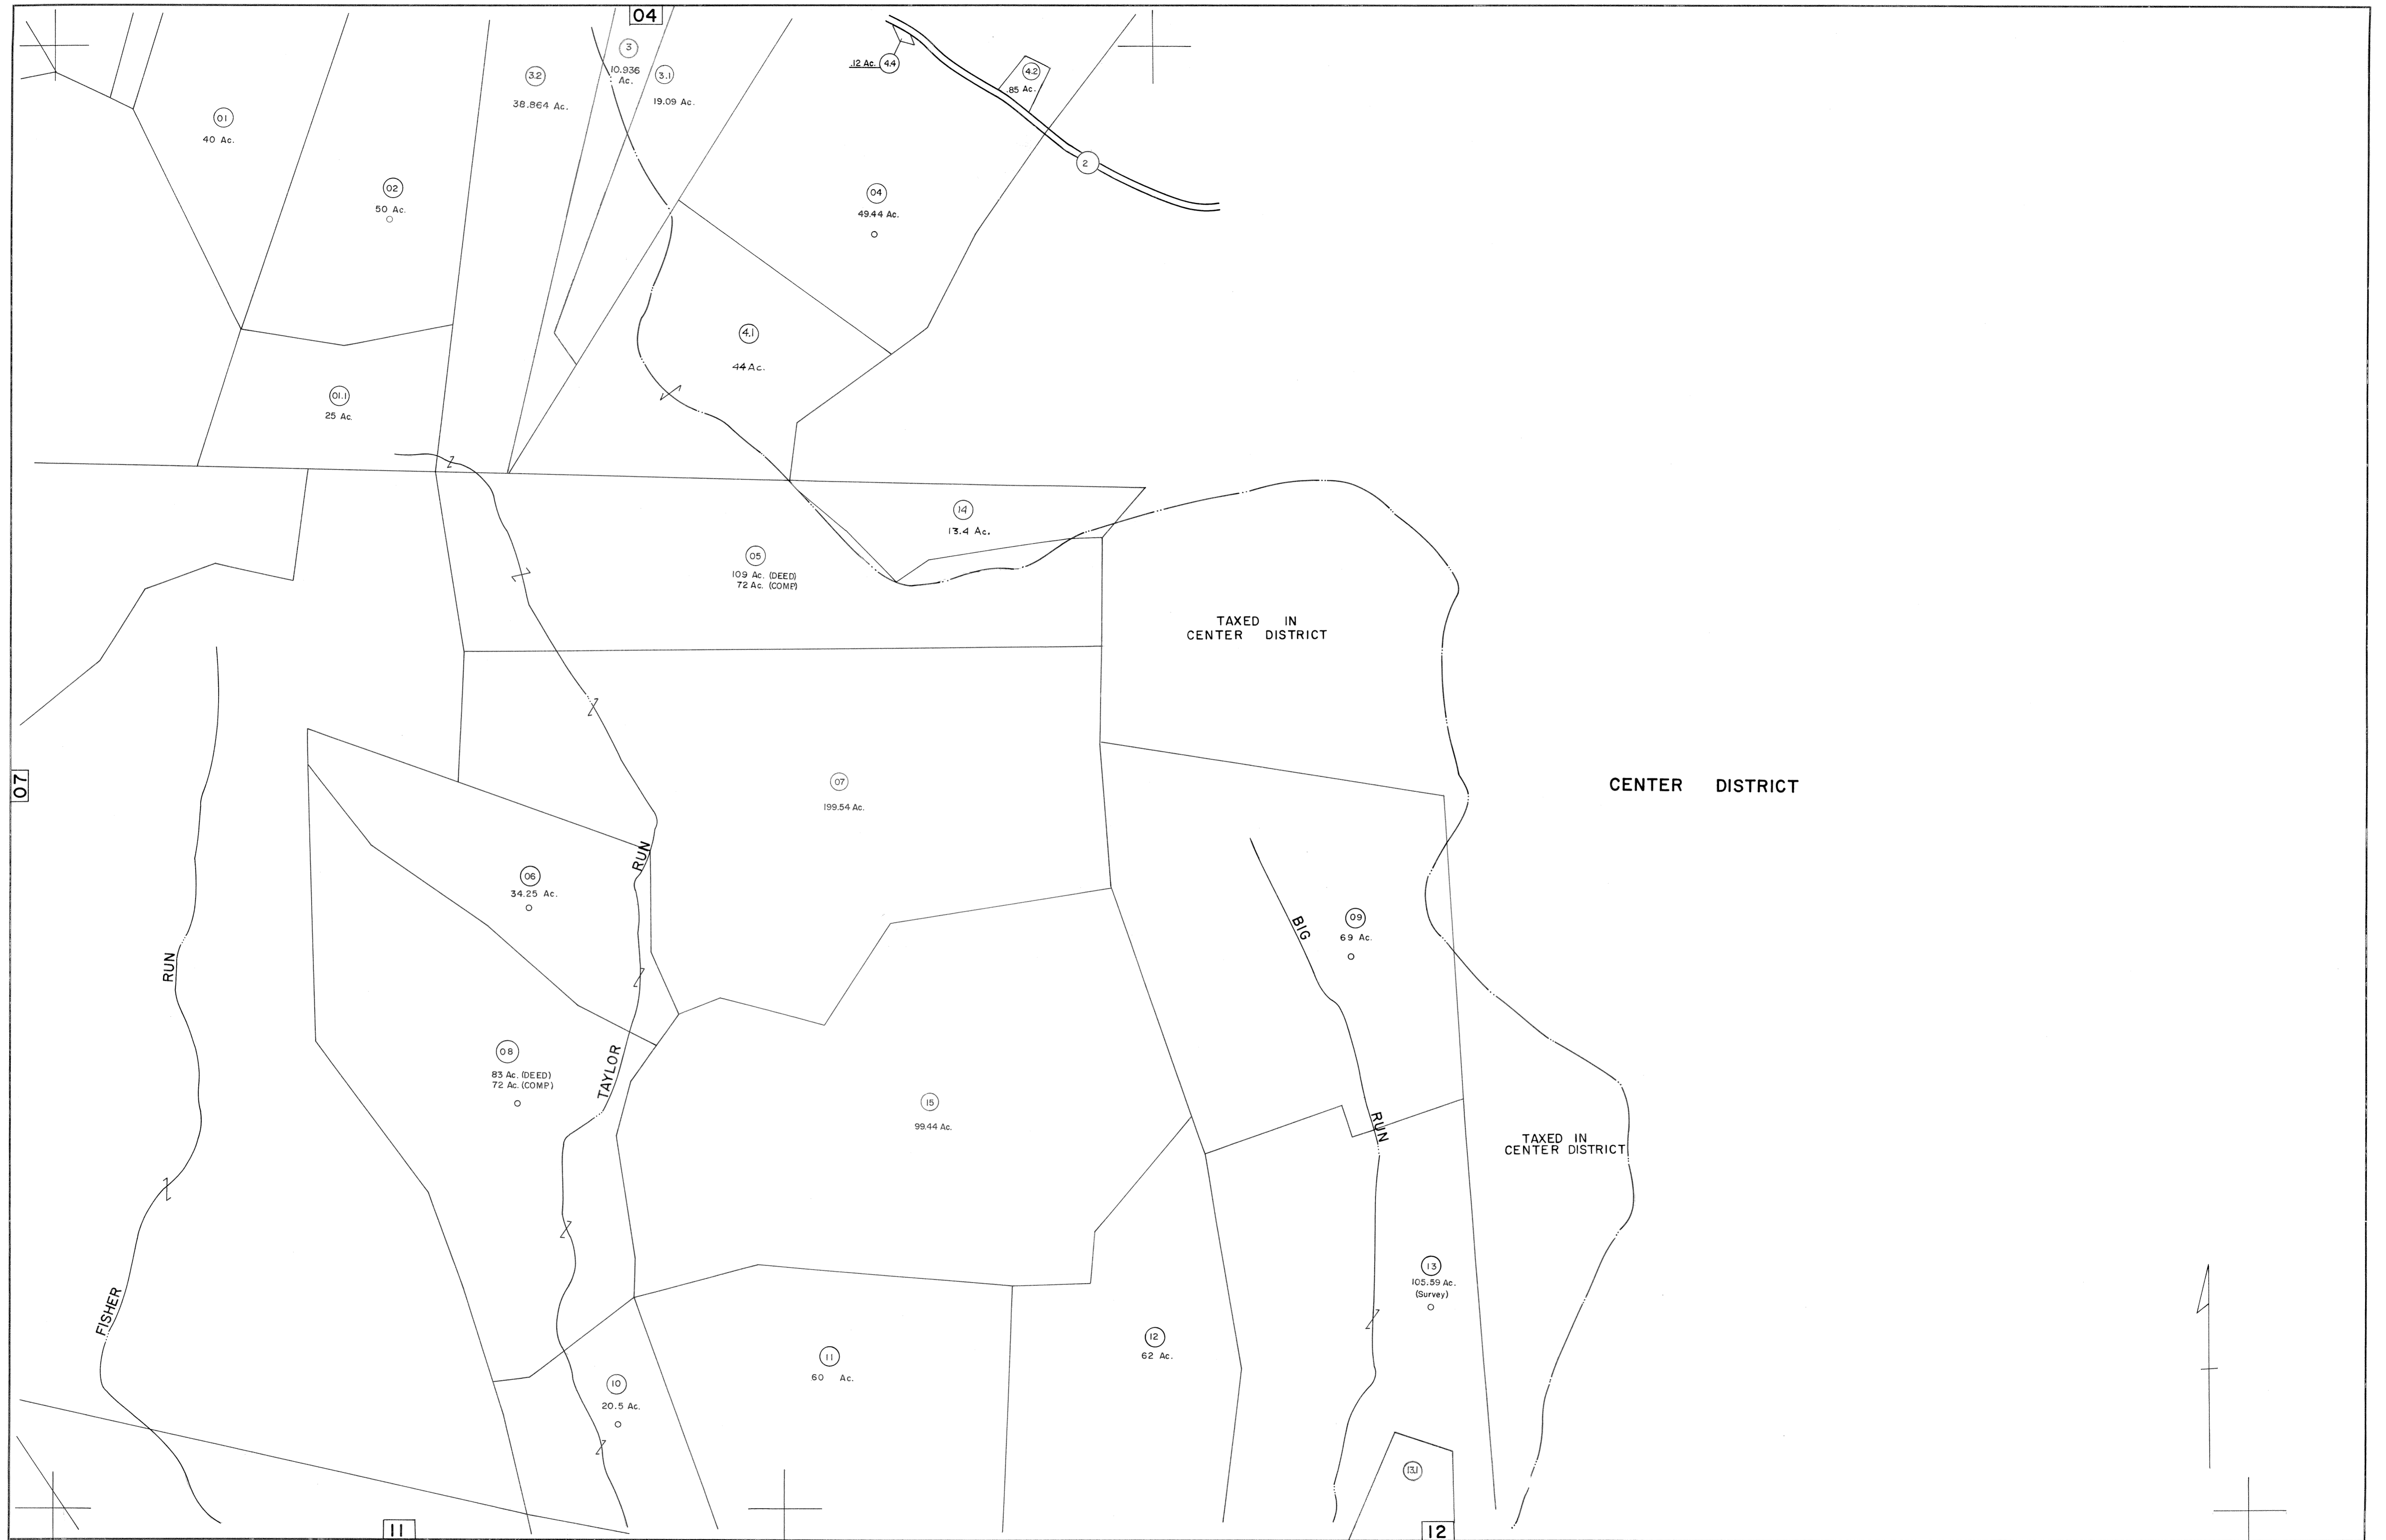 04
3
10.936
Ac.
3.1
19.09 Ac.
3.2
38.864 Ac.
.12 Ac. 4.4
4.2
.85 Ac.
01
40 Ac.
2
02
50 Ac.
04
49.44 Ac.
4.1
44 Ac.
01.1
25 Ac.
14
13.4 Ac.
05
109 Ac. (DEED)
72 Ac. (COMP)
TAXED IN
CENTER DISTRICT
07
07
199.54 Ac.
CENTER DISTRICT
RUN
06
34.25 Ac.
BIG
09
69 Ac.
RUN
08
83 Ac. (DEED)
72 Ac. (COMP)
TAYLOR
15
99.44 Ac.
RUN
TAXED IN
CENTER DISTRICT
FISHER
13
105.59 Ac.
(Survey)
12
62 Ac.
11
60 Ac.
10
20.5 Ac.
13.1
11
12